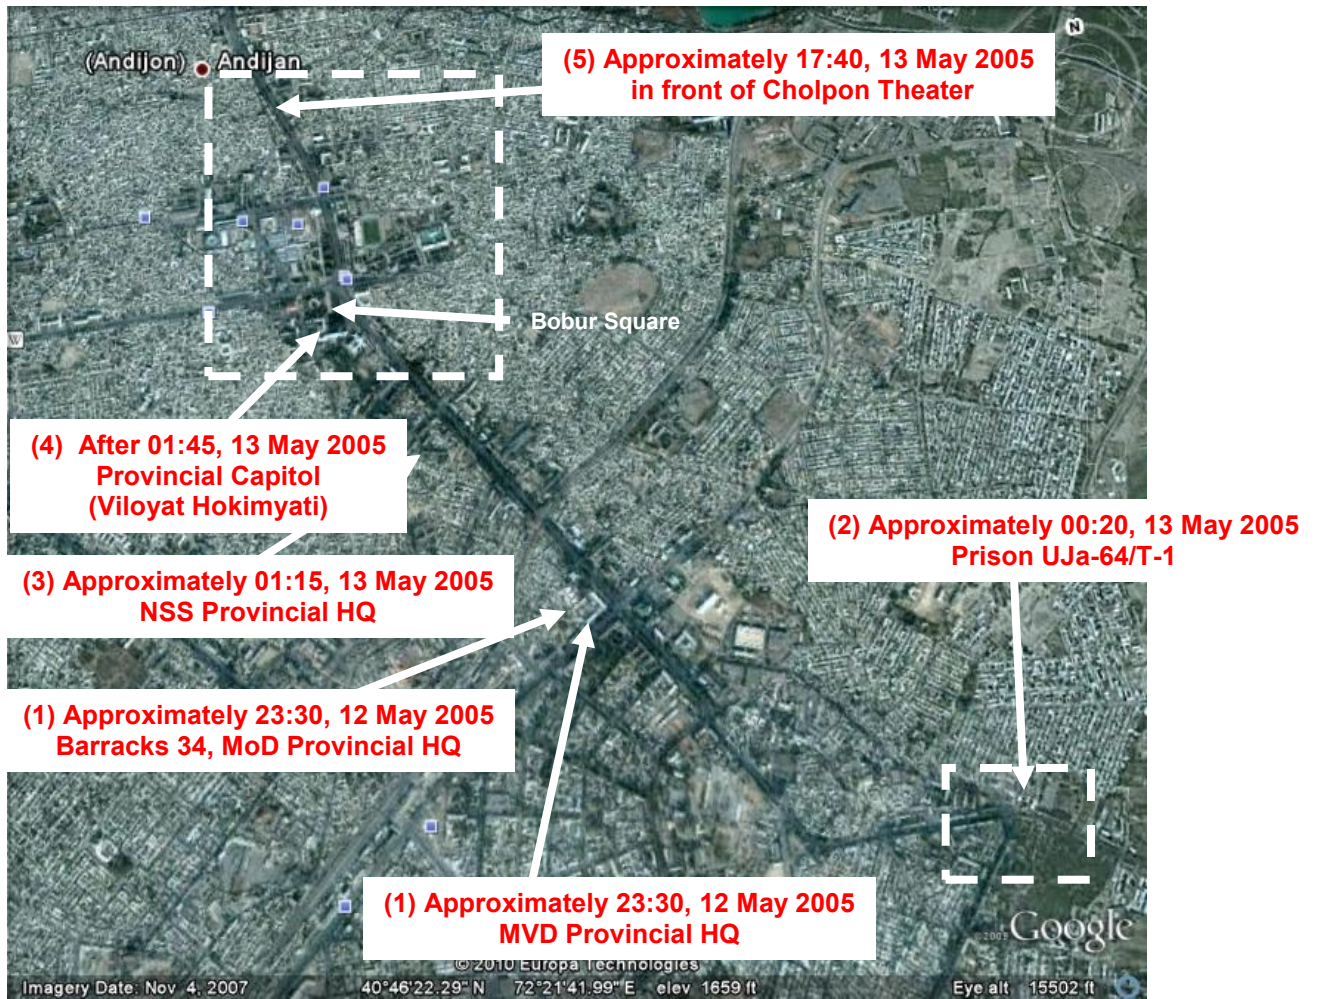 N
(Andijon) Andijan
(5) Approximately 17:40, 13 May 2005
in front of Cholpon Theater
Bobur Square
W
(4) After 01:45, 13 May 2005
Provincial Capitol
(Viloyat Hokimyati)
(2) Approximately 00:20, 13 May 2005
Prison UJa-64/T-1
(3) Approximately 01:15, 13 May 2005
NSS Provincial HQ
(1) Approximately 23:30, 12 May 2005
Barracks 34, MoD Provincial HQ
(1) Approximately 23:30, 12 May 2005
MVD Provincial HQ
©2009 Google
© 2010 Europa Technologies
Imagery Date: Nov 4, 2007 40°46'22.29" N 72°21'41.99" E elev 1659 ft Eye alt 15502 ft